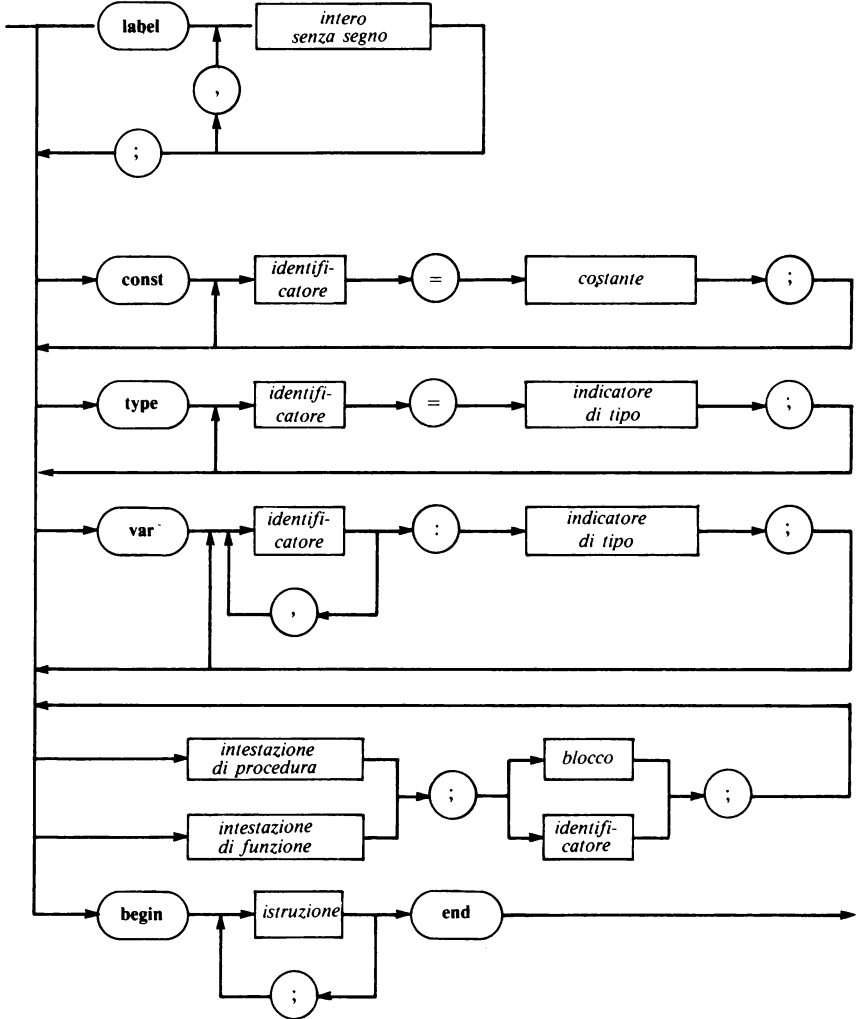 label
intero
senza segno
,
;
const
identifi-
catore
=
costante
;
type
identifi-
catore
=
indicatore
di tipo
;
var
identifi-
catore
:
indicatore
di tipo
;
,
intestazione
di procedura
intestazione
di funzione
;
blocco
identifi-
catore
;
begin
istruzione
end
;